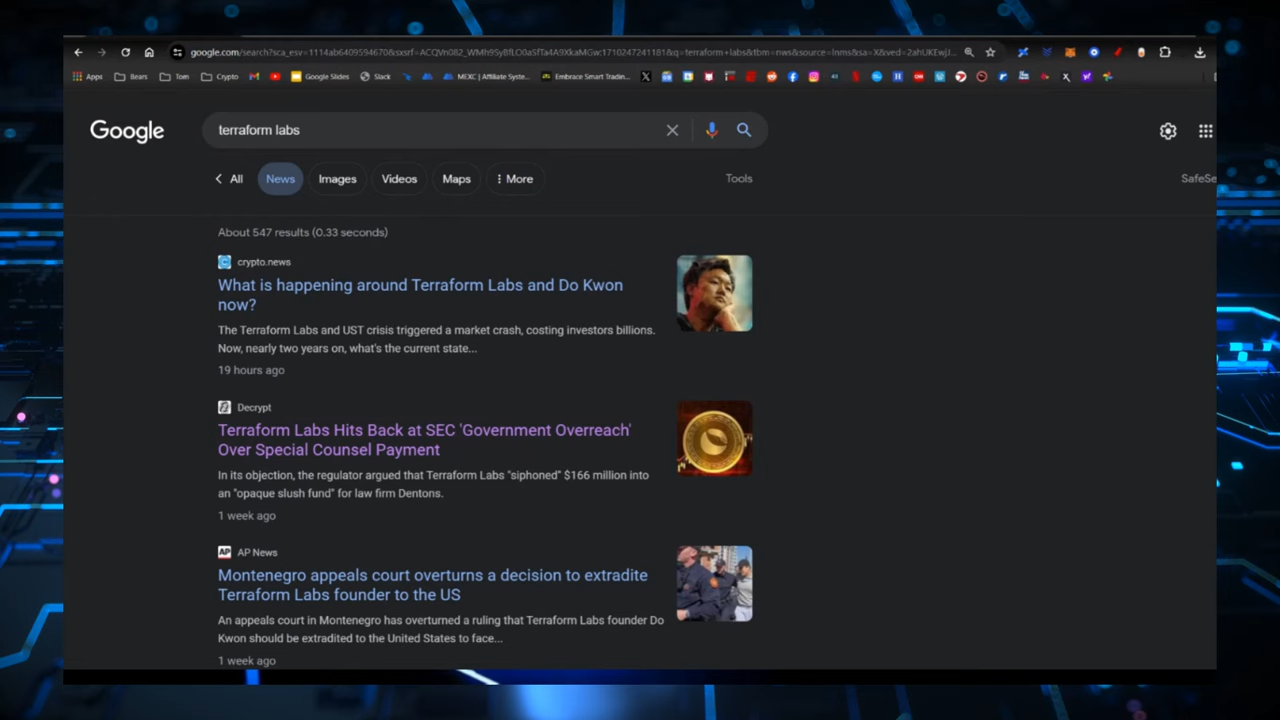 google.com/search?
Apps Bears Tom Crypto Google Slides Slack MEXC | Affiliate Syste... Embrace Smart Tradin...
Google terraform labs
All News Images Videos Maps More Tools SafeSe
About 547 results (0.33 seconds)
crypto.news
What is happening around Terraform Labs and Do Kwon
now?
The Terraform Labs and UST crisis triggered a market crash, costing investors billions.
Now, nearly two years on, what's the current state...
19 hours ago
Decrypt
Terraform Labs Hits Back at SEC 'Government Overreach'
Over Special Counsel Payment
In its objection, the regulator argued that Terraform Labs "siphoned" $166 million into
an "opaque slush fund" for law firm Dentons.
1 week ago
AP AP News
Montenegro appeals court overturns a decision to extradite
Terraform Labs founder to the US
An appeals court in Montenegro has overturned a ruling that Terraform Labs founder Do
Kwon should be extradited to the United States to face...
1 week ago